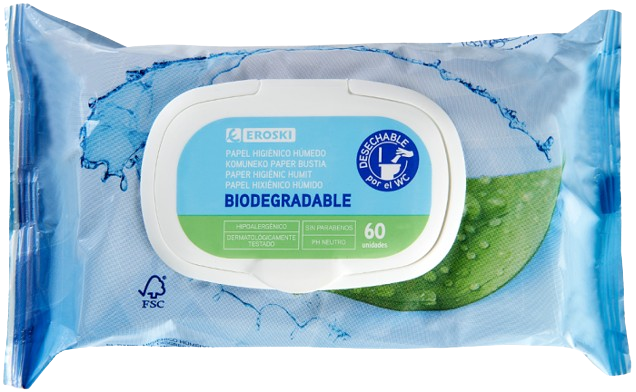 60
EROSKI
PAPEL HIGIÉNICO HÚMEDO
KOMUNEKO PAPER BUSTIA
PAPER HIGIÈNIC HUMIT
PAPEL HIXIÉNICO HÚMIDO
BIODEGRADABLE
DESECHABLE
por el WC
HIPOALERGÉNICO
DERMATOLÓGICAMENTE
TESTADO
SIN PARABENOS
PH NEUTRO
60
unidades
FSC